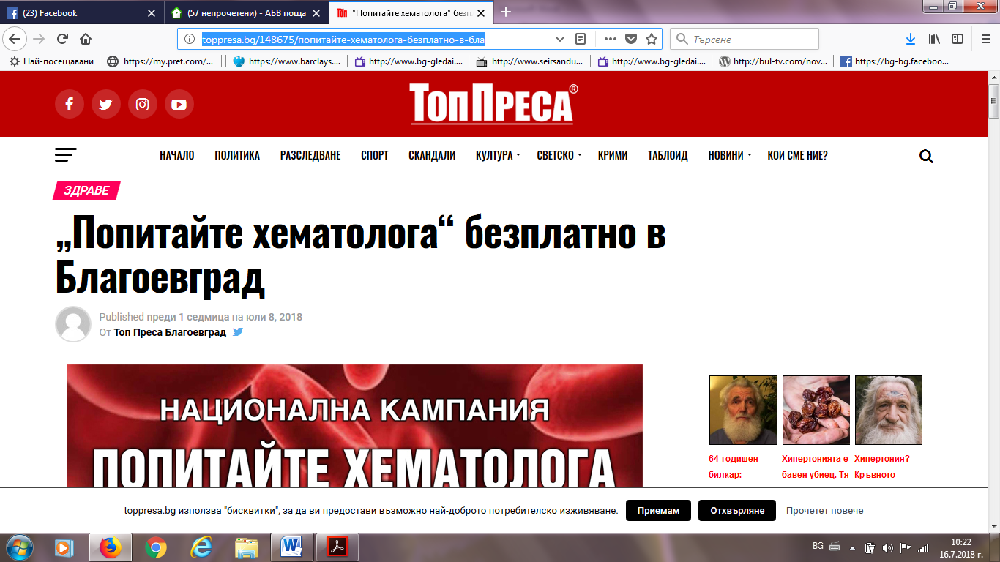 (23) Facebook
(57 непрочетени) - АБВ поща
"Попитайте хематолога" безп
toppresa.bg/148675/попитайте-хематолога-безплатно-в-бла
Търсене
Най-посещавани
https://my.pret.com/...
https://www.barclays....
http://www.bg-gledai....
http://www.seirsandu...
http://www.bg-gledai....
http://bul-tv.com/nov...
https://bg-bg.faceboo...
ТопПреса®
НАЧАЛО
ПОЛИТИКА
РАЗСЛЕДВАНЕ
СПОРТ
СКАНДАЛИ
КУЛТУРА
СВЕТСКО
КРИМИ
ТАБЛОИД
НОВИНИ
КОИ СМЕ НИЕ?
ЗДРАВЕ
„Попитайте хематолога“ безплатно в
Благоевград
Published преди 1 седмица на юли 8, 2018
От Топ Преса Благоевград
НАЦИОНАЛНА КАМПАНИЯ
ПОПИТАЙТЕ ХЕМАТОЛОГА
64-годишен
билкар:
Хипертонията е
бавен убиец. Тя
Хипертония?
Кръвното
toppresa.bg използва "бисквитки", за да ви предостави възможно най-доброто потребителско изживяване.
Приемам
Отхвърляне
Прочетет повече
BG
10:22
16.7.2018 г.